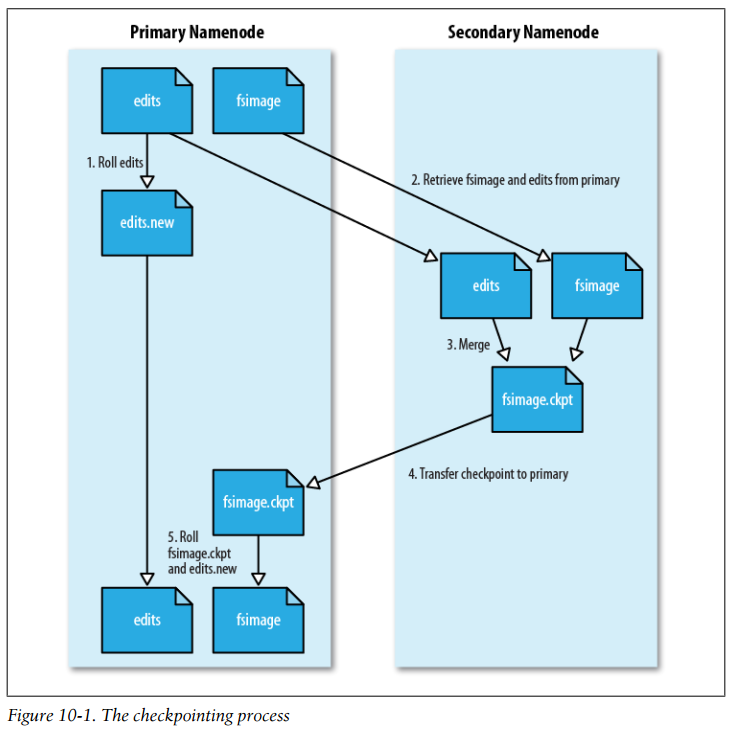 Primary Namenode
Secondary Namenode
edits
fsimage
1. Roll edits
2. Retrieve fsimage and edits from primary
edits.new
edits
fsimage
3. Merge
fsimage.ckpt
4. Transfer checkpoint to primary
fsimage.ckpt
5. Roll
fsimage.ckpt
and edits.new
edits
fsimage
Figure 10-1. The checkpointing process